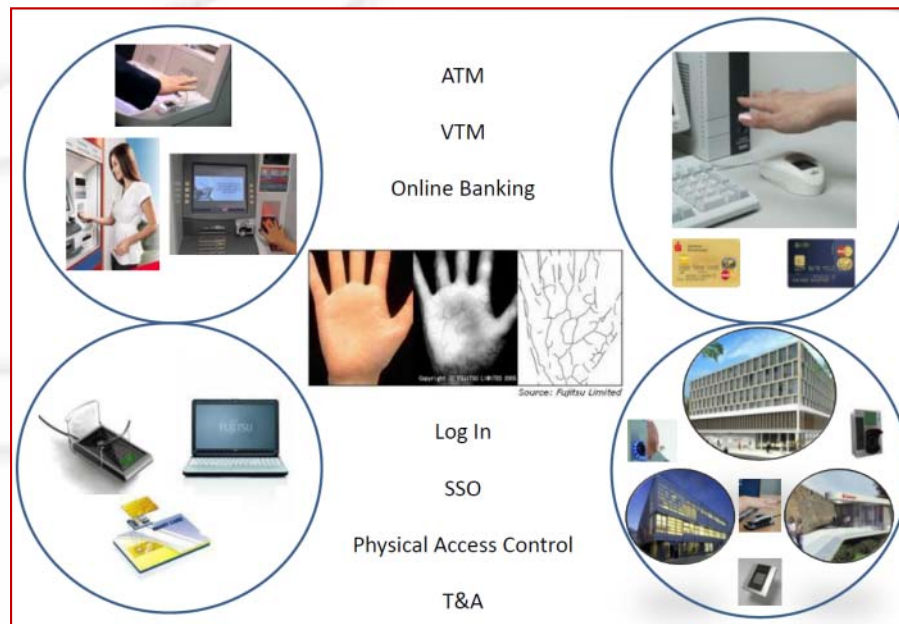 ATM
VTM
Online Banking
Copyright © FUJITSU LIMITED 2005
Source: Fujitsu Limited
FUJITSU
Log In
SSO
Physical Access Control
T&A